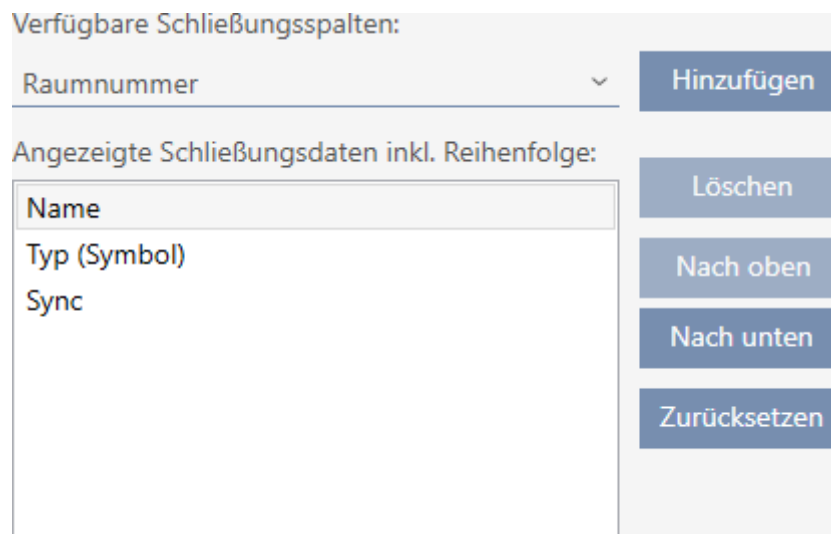 Verfügbare Schließungsspalten:
Raumnummer
Hinzufügen
Angezeigte Schließungsdaten inkl. Reihenfolge:
Name
Typ (Symbol)
Sync
Löschen
Nach oben
Nach unten
Zurücksetzen